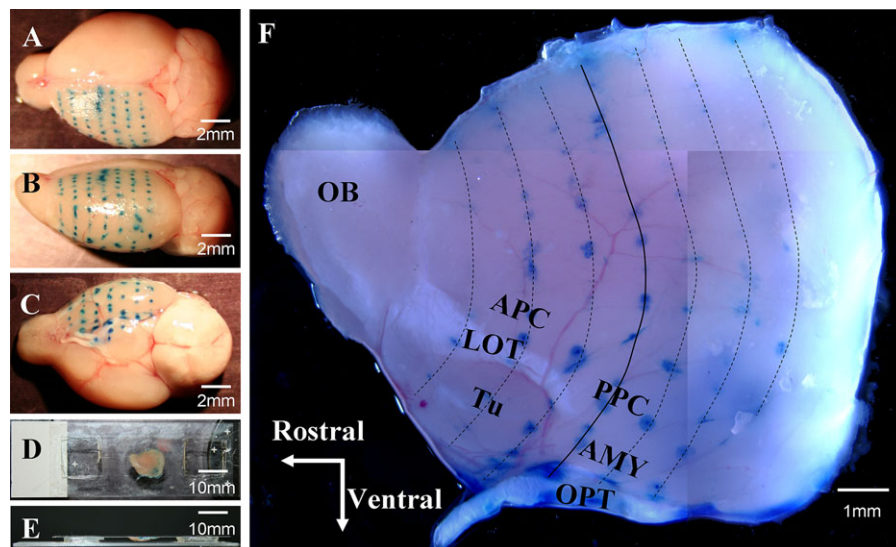 A
2mm
B
2mm
C
2mm
D
10mm
E
10mm
F
OB
APC
LOT
Tu
PPC
AMY
OPT
Rostral
Ventral
1mm